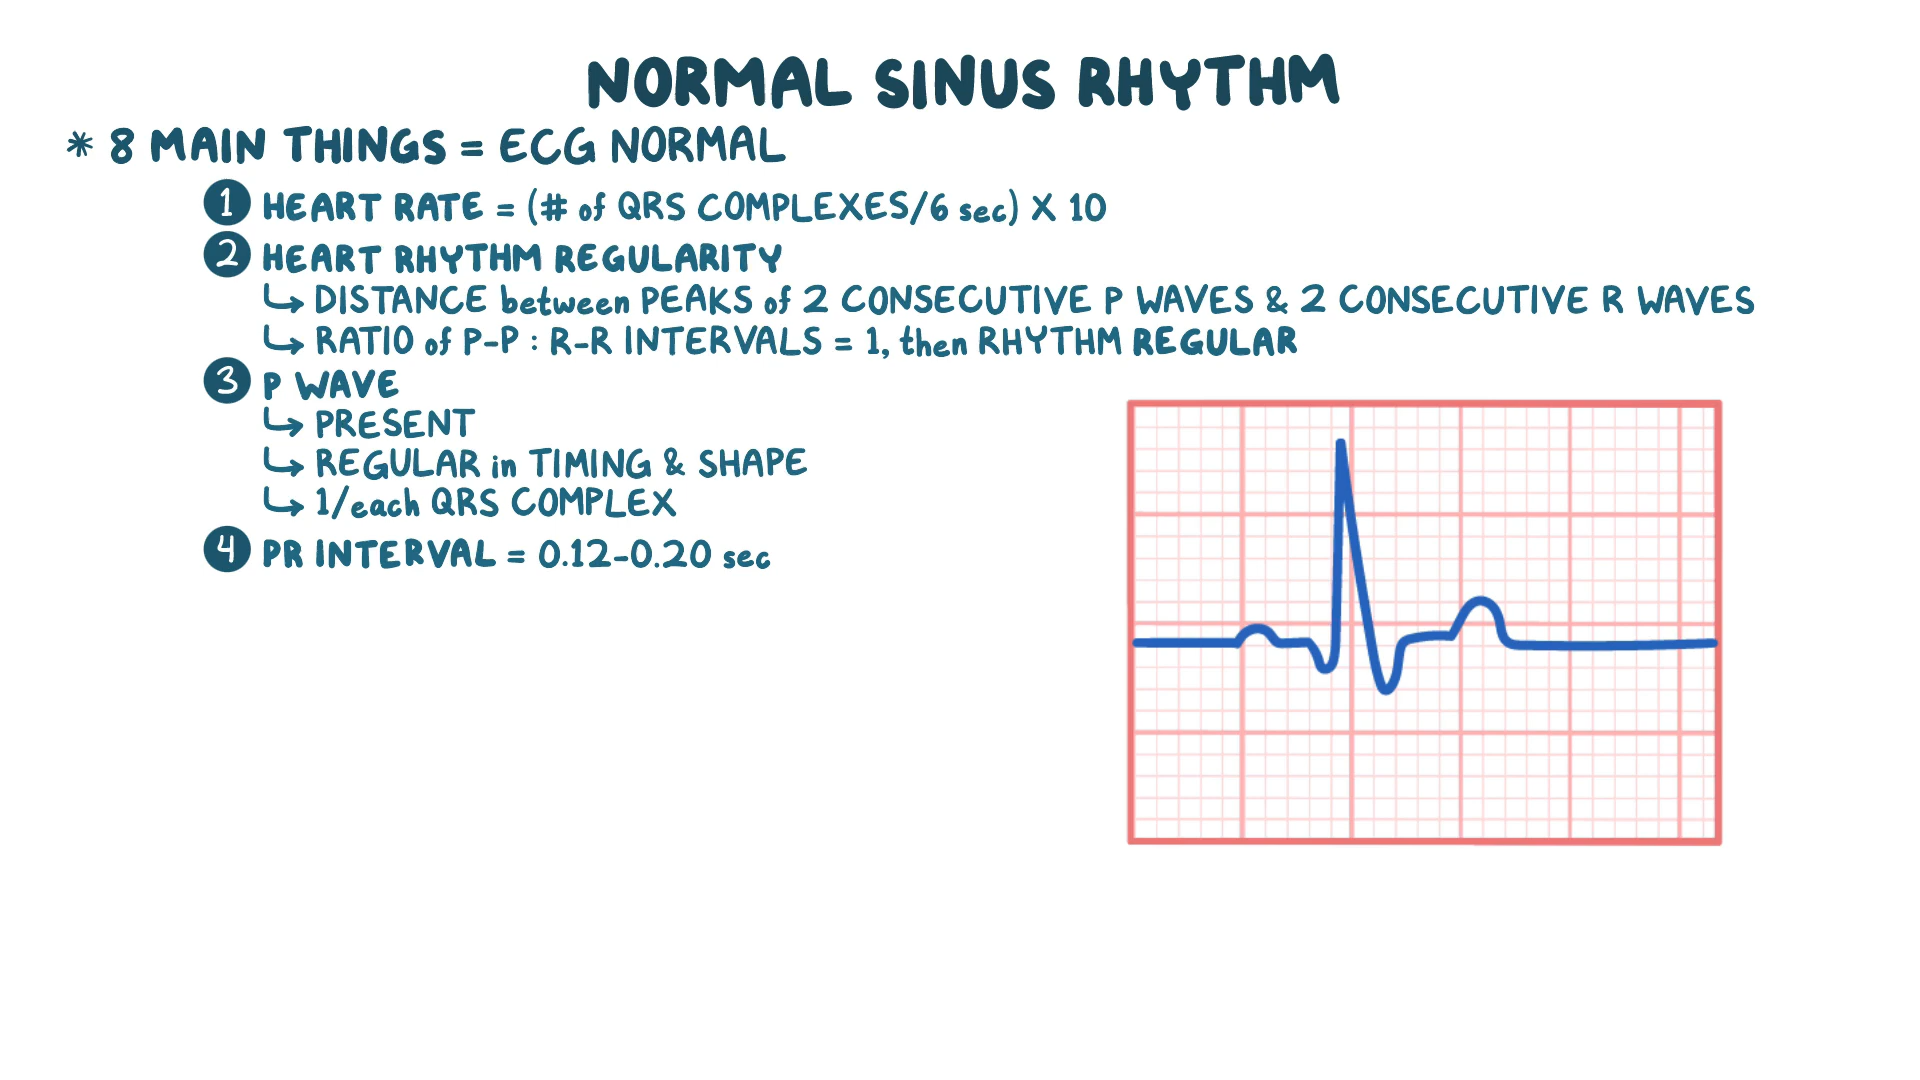 NORMAL SINUS RHYTHM
* 8 MAIN THINGS = ECG NORMAL
1 HEART RATE = (# of QRS COMPLEXES/6 sec) X 10
2 HEART RHYTHM REGULARITY
↳ DISTANCE between PEAKS of 2 CONSECUTIVE P WAVES & 2 CONSECUTIVE R WAVES
↳ RATIO of P-P : R-R INTERVALS = 1, then RHYTHM REGULAR
3 P WAVE
↳ PRESENT
↳ REGULAR in TIMING & SHAPE
↳ 1/each QRS COMPLEX
4 PR INTERVAL = 0.12-0.20 sec